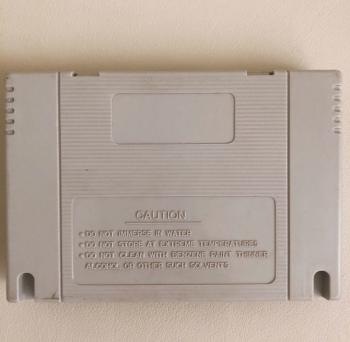 CAUTION
•DO NOT IMMERSE IN WATER
•DO NOT STORE AT EXTREME TEMPERATURES
•DO NOT CLEAN WITH BENZENE PAINT THINNER
ALCOHOL OR OTHER SUCH SOLVENTS